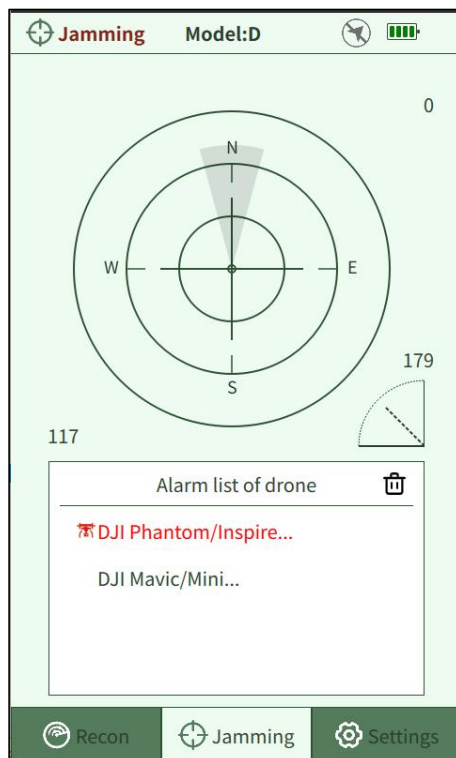 Jamming Model:D
0
N
W E
S
179
117
Alarm list of drone
DJI Phantom/Inspire...
DJI Mavic/Mini...
Recon Jamming Settings